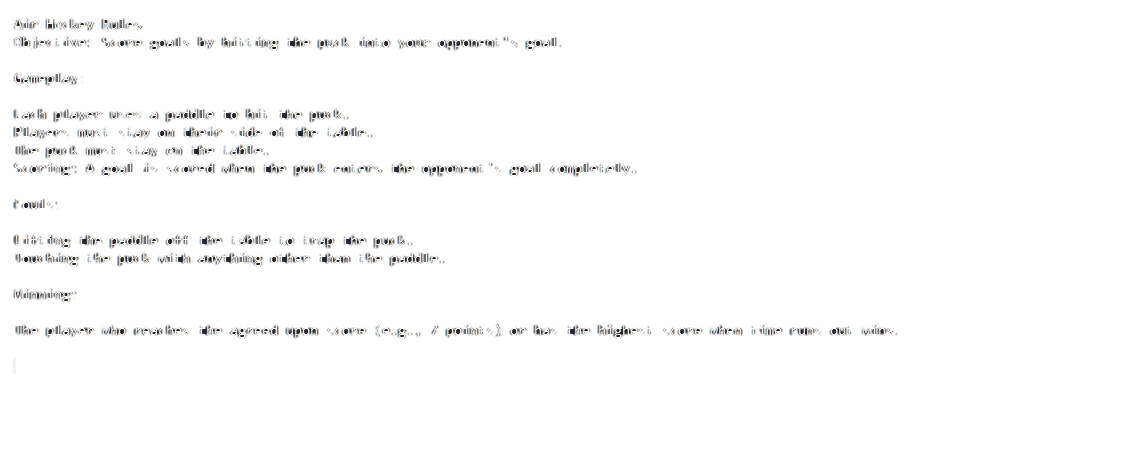 Air Hockey Rules
Objective: Score goals by hitting the puck into your opponent's goal.
Gameplay:
Each player uses a paddle to hit the puck.
Players must stay on their side of the table.
The puck must stay on the table.
Scoring: A goal is scored when the puck enters the opponent's goal completely.
Fouls:
Lifting the paddle off the table to trap the puck.
Touching the puck with anything other than the paddle.
Winning:
The player who reaches the agreed upon score (e.g., 7 points) or has the highest score when time runs out wins.